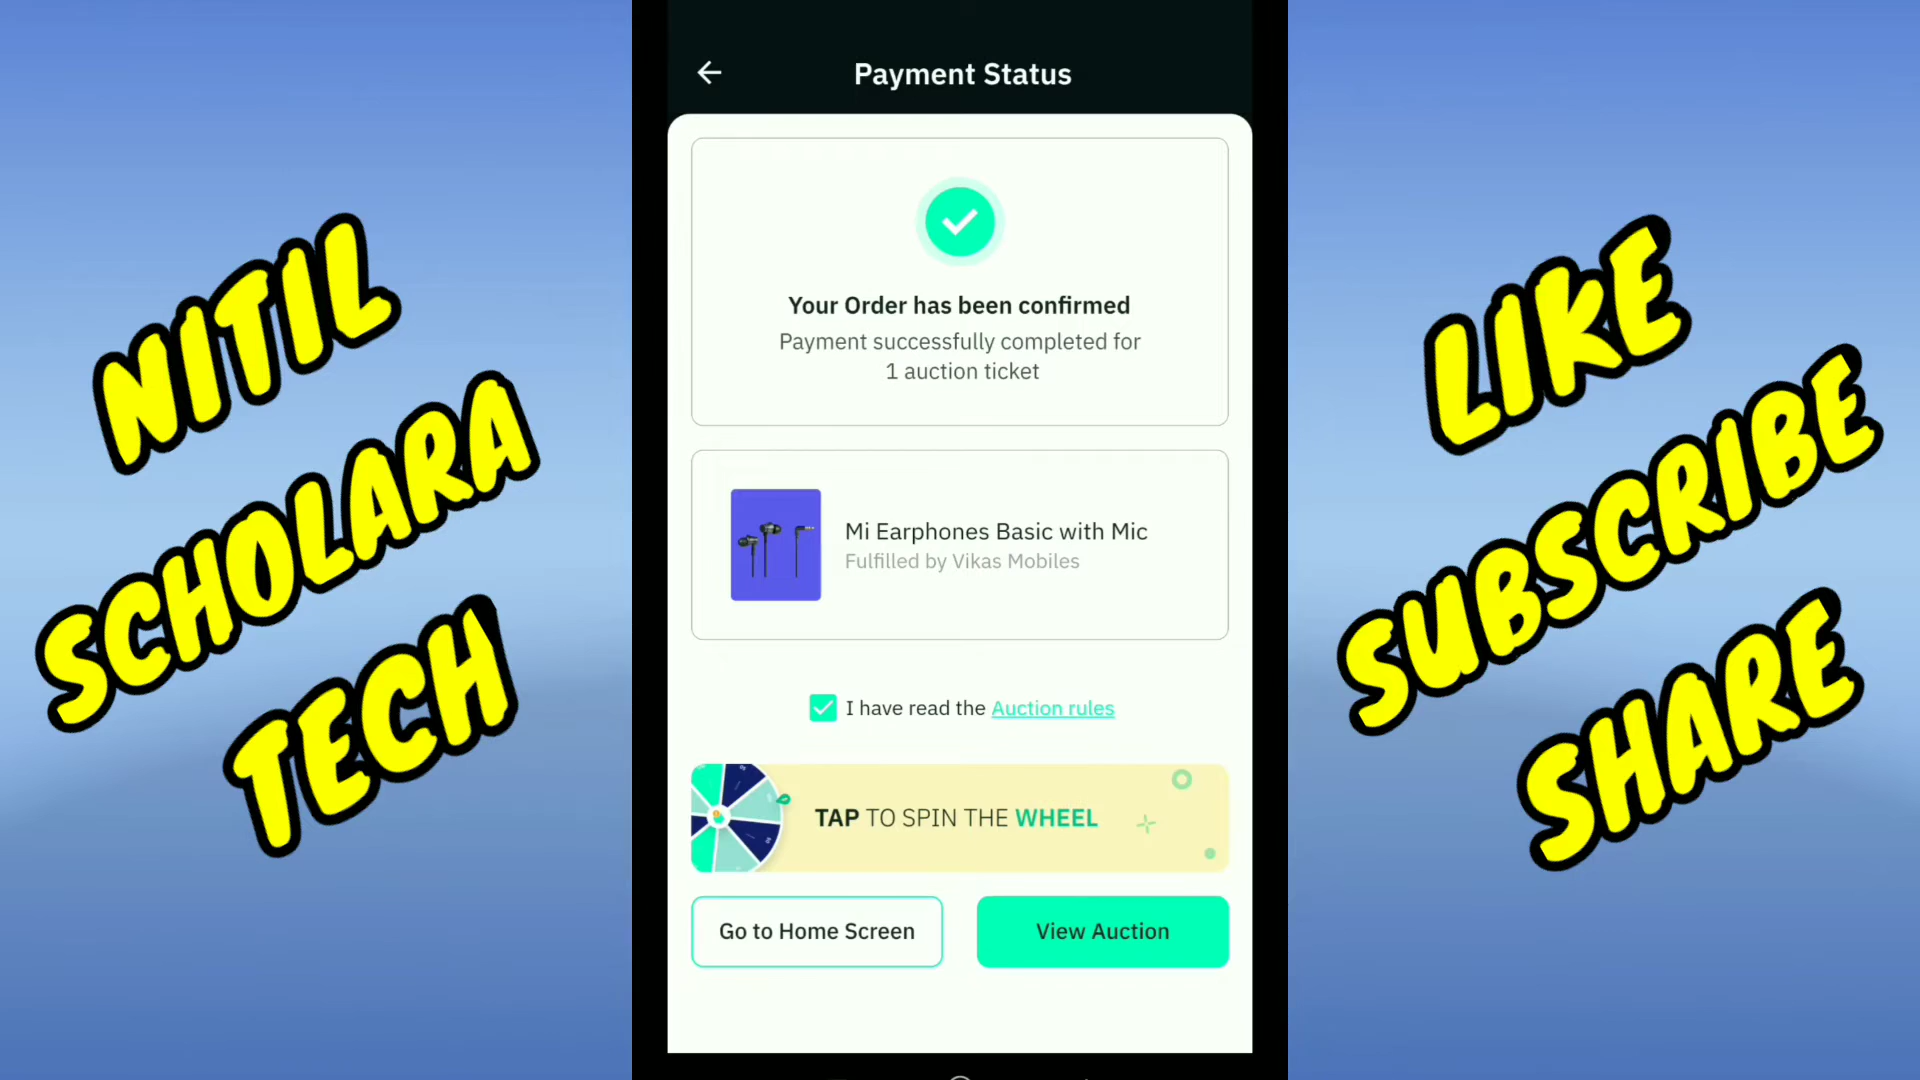 NITIL
SCHOLARA
TECH
Payment Status
Your Order has been confirmed
Payment successfully completed for
1 auction ticket
Mi Earphones Basic with Mic
Fulfilled by Vikas Mobiles
I have read the Auction rules
TAP TO SPIN THE WHEEL
Go to Home Screen
View Auction
LIKE
SUBSCRIBE
SHARE